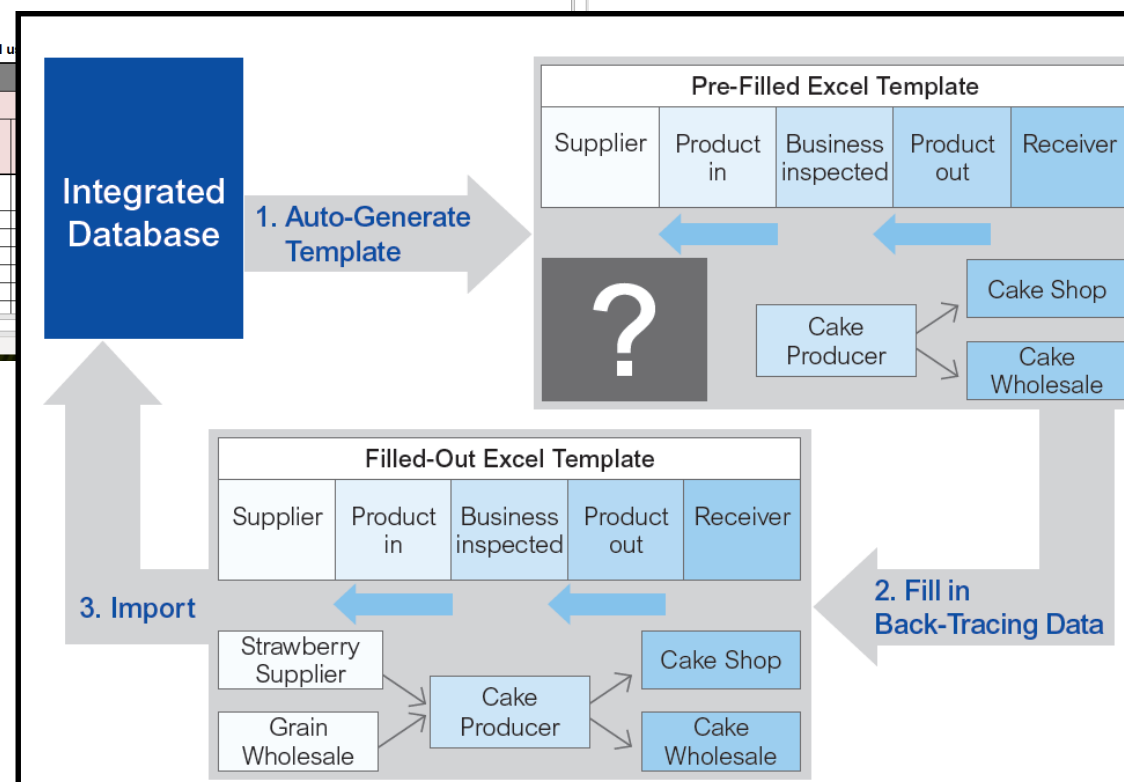 Integrated
Database
1. Auto-Generate
Template
Pre-Filled Excel Template
Supplier
Product
in
Business
inspected
Product
out
Receiver
?
Cake
Producer
Cake Shop
Cake
Wholesale
2. Fill in
Back-Tracing Data
Filled-Out Excel Template
Supplier
Product
in
Business
inspected
Product
out
Receiver
3. Import
Strawberry
Supplier
Grain
Wholesale
Cake
Producer
Cake Shop
Cake
Wholesale